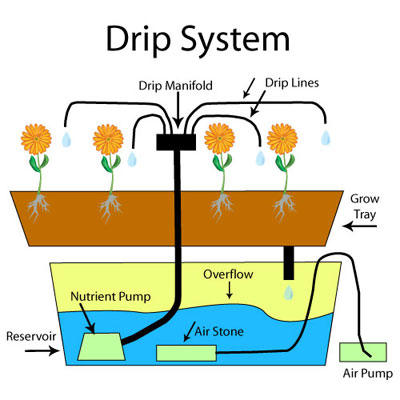 Drip System
Drip Manifold
Drip Lines
Grow
Tray
Overflow
Nutrient Pump
Air Stone
Reservoir
Air Pump